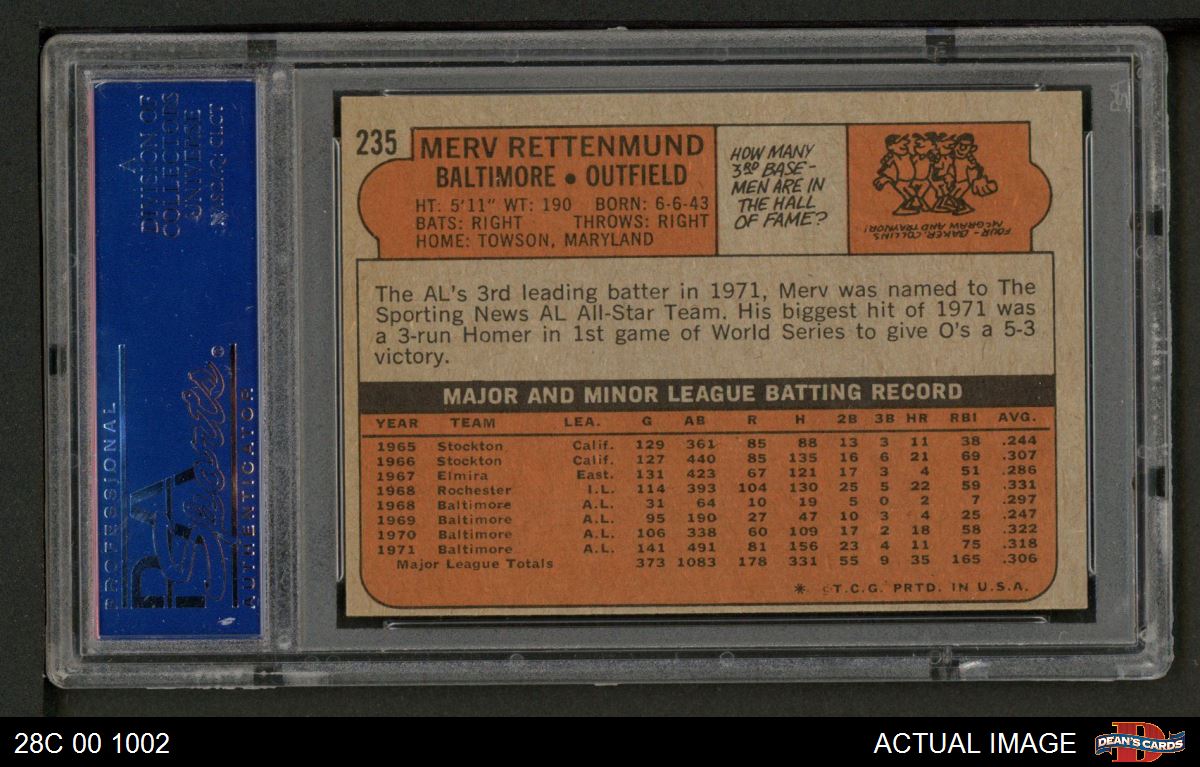 A
DIVISION OF
COLLECTORS
UNIVERSE
PROFESSIONAL
PSA
Sports®
AUTHENTICATOR
235
MERV RETTENMUND
BALTIMORE • OUTFIELD
HT: 5'11" WT: 190 BORN: 6-6-43
BATS: RIGHT THROWS: RIGHT
HOME: TOWSON, MARYLAND
HOW MANY
3RD BASE-
MEN ARE IN
THE HALL
OF FAME?
FOUR - BAKER, COLLINS,
McGRAW AND TRAYNOR!
The AL's 3rd leading batter in 1971, Merv was named to The
Sporting News AL All-Star Team. His biggest hit of 1971 was
a 3-run Homer in 1st game of World Series to give O's a 5-3
victory.
MAJOR AND MINOR LEAGUE BATTING RECORD
YEAR TEAM LEA. G AB R H 2B 3B HR RBI AVG.
1965 Stockton Calif. 129 361 85 88 13 3 11 38 .244
1966 Stockton Calif. 127 440 85 135 16 6 21 69 .307
1967 Elmira East. 131 423 67 121 17 3 4 51 .286
1968 Rochester I.L. 114 393 104 130 25 5 22 59 .331
1968 Baltimore A.L. 31 64 10 19 5 0 2 7 .297
1969 Baltimore A.L. 95 190 27 47 10 3 4 25 .247
1970 Baltimore A.L. 106 338 60 109 17 2 18 58 .322
1971 Baltimore A.L. 141 491 81 156 23 4 11 75 .318
Major League Totals 373 1083 178 331 55 9 35 165 .306
* ©T.C.G. PRTD. IN U.S.A.
28C 00 1002
ACTUAL IMAGE
D
DEAN'S CARDS